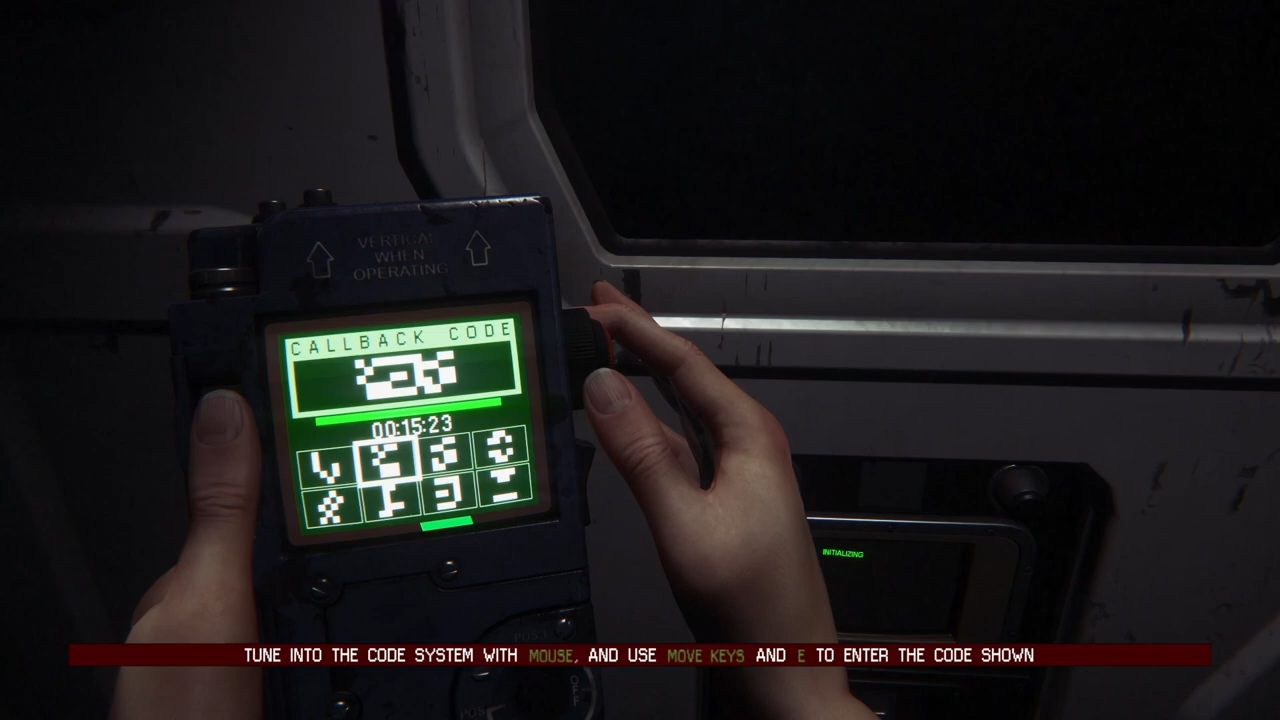 VERTICAL
WHEN
OPERATING
CALLBACK CODE
00:15:23
INITIALIZING
TUNE INTO THE CODE SYSTEM WITH MOUSE, AND USE MOVE KEYS AND E TO ENTER THE CODE SHOWN
OFF